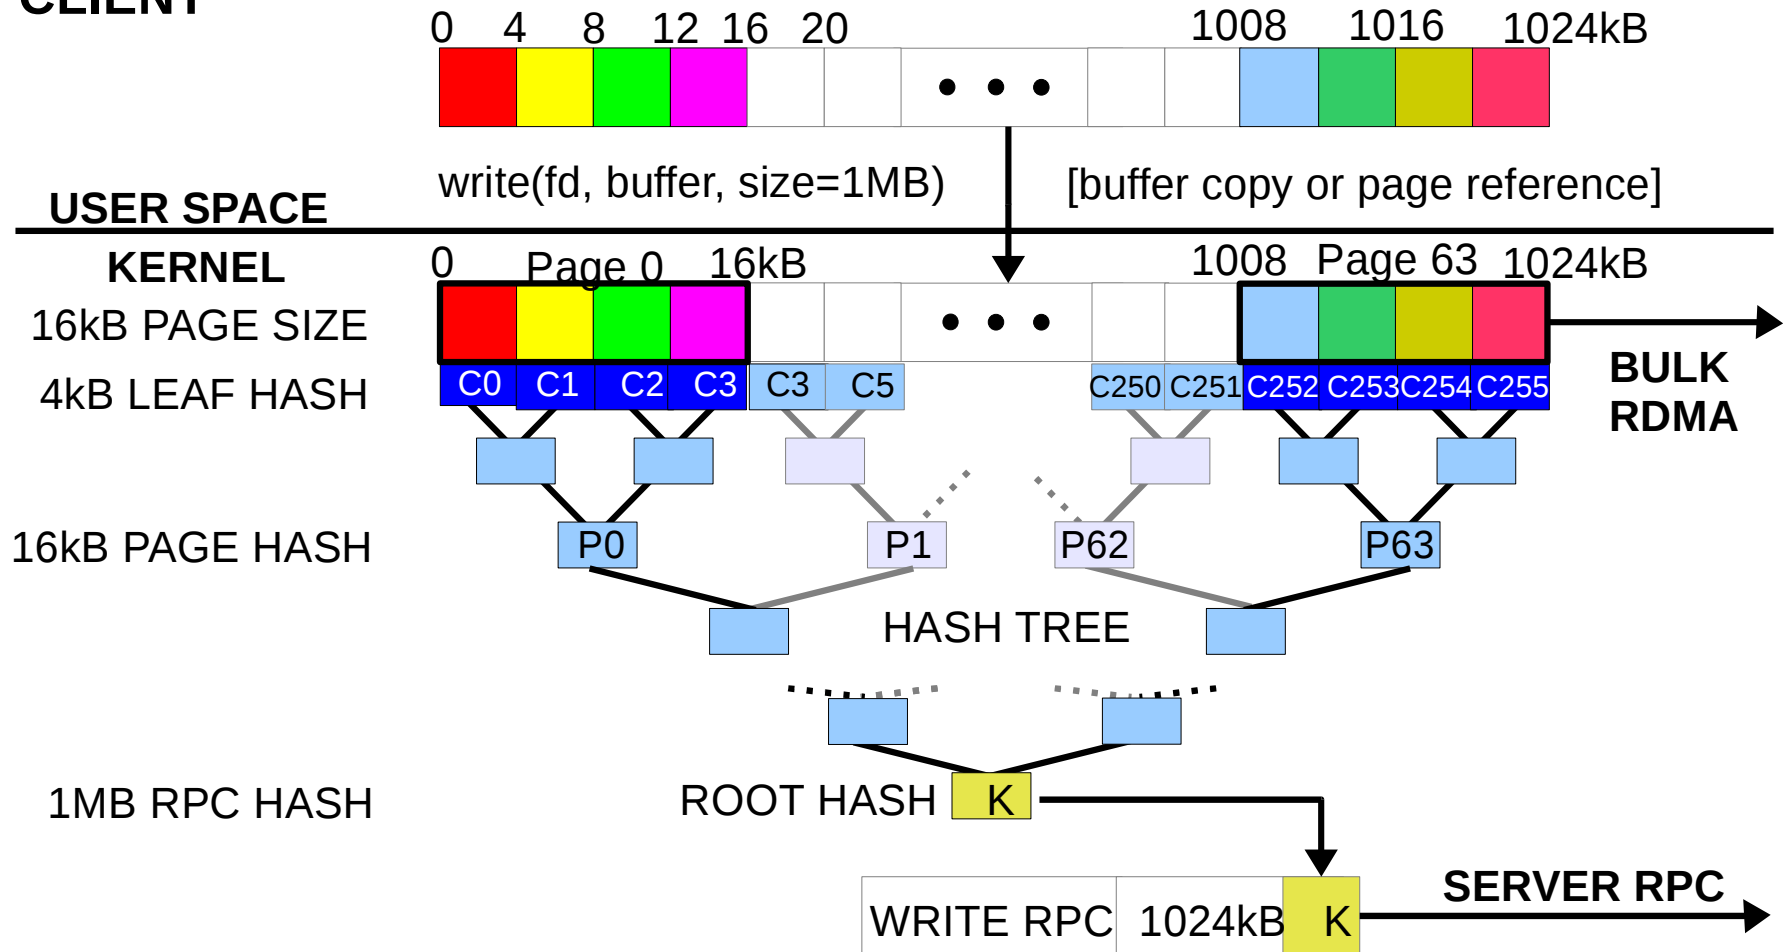 CLIENT
0 4 8 12 16 20 1008 1016 1024kB
write(fd, buffer, size=1MB) [buffer copy or page reference]
USER SPACE
KERNEL
0 Page 0 16kB 1008 Page 63 1024kB
16kB PAGE SIZE
4kB LEAF HASH
C0 C1 C2 C3 C3 C5 C250 C251 C252 C253 C254 C255
BULK
RDMA
16kB PAGE HASH
P0 P1 P62 P63
HASH TREE
1MB RPC HASH
ROOT HASH K
WRITE RPC 1024kB K
SERVER RPC